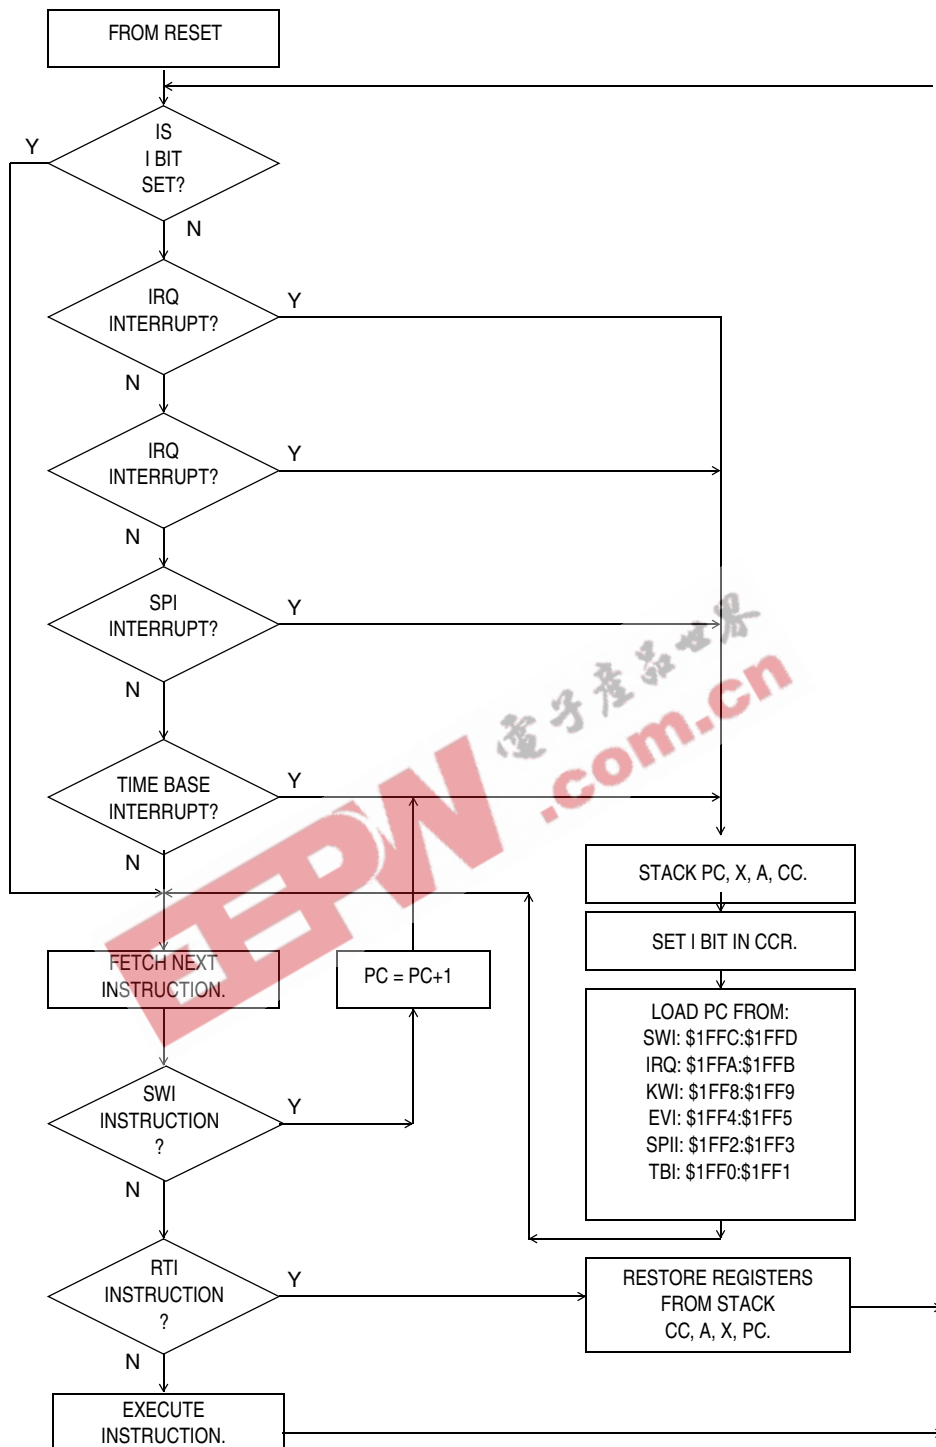 FROM RESET
IS
I BIT
SET?
Y
N
IRQ
INTERRUPT?
Y
N
IRQ
INTERRUPT?
Y
N
SPI
INTERRUPT?
Y
N
TIME BASE
INTERRUPT?
Y
N
電子產品世界
EEPW.com.cn
STACK PC, X, A, CC.
SET I BIT IN CCR.
LOAD PC FROM:
SWI: $1FFC:$1FFD
IRQ: $1FFA:$1FFB
KWI: $1FF8:$1FF9
EVI: $1FF4:$1FF5
SPII: $1FF2:$1FF3
TBI: $1FF0:$1FF1
FETCH NEXT
INSTRUCTION.
PC = PC+1
SWI
INSTRUCTION
?
Y
N
RTI
INSTRUCTION
?
Y
N
RESTORE REGISTERS
FROM STACK
CC, A, X, PC.
EXECUTE
INSTRUCTION.